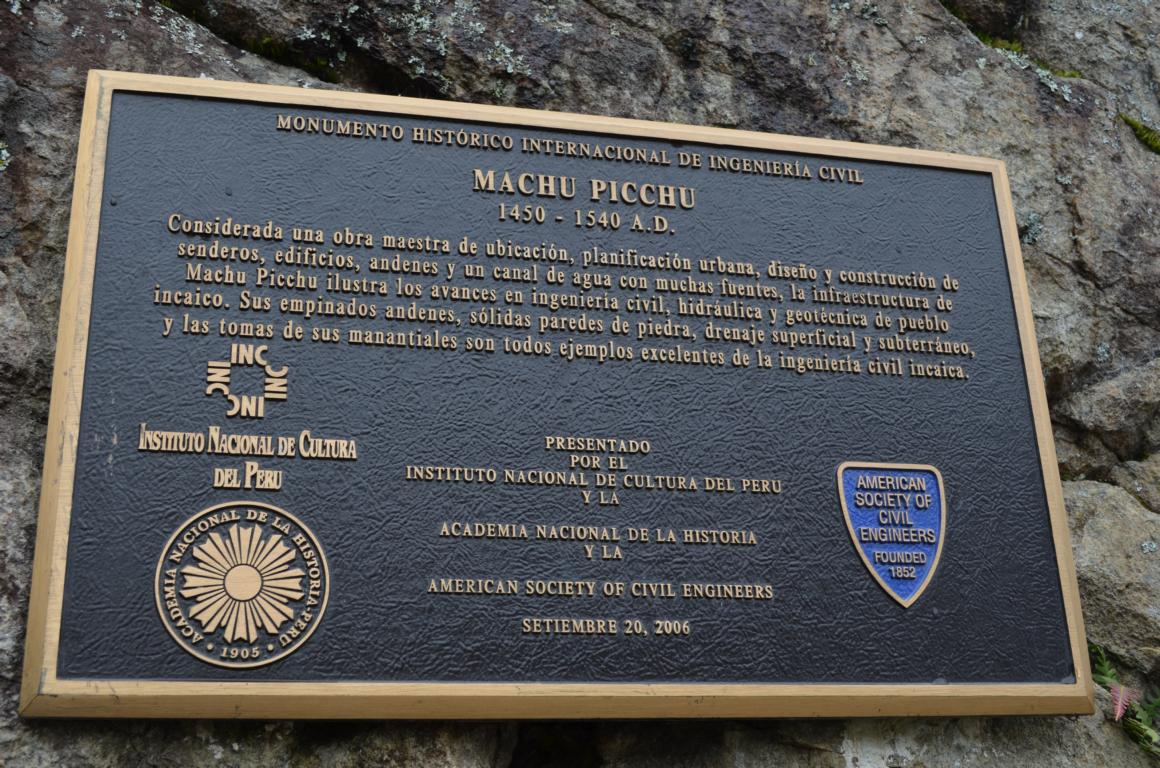 MONUMENTO HISTÓRICO INTERNACIONAL DE INGENIERÍA CIVIL
MACHU PICCHU
1450 - 1540 A.D.
Considerada una obra maestra de ubicación, planificación urbana, diseño y construcción de
senderos, edificios, andenes y un canal de agua con muchas fuentes, la infraestructura de
Machu Picchu ilustra los avances en ingeniería civil, hidráulica y geotécnica de pueblo
incaico. Sus empinados andenes, sólidas paredes de piedra, drenaje superficial y subterráneo,
y las tomas de sus manantiales son todos ejemplos excelentes de la ingeniería civil incaica.
INC
INC
INC
INC
INSTITUTO NACIONAL DE CULTURA
DEL PERU
ACADEMIA NACIONAL DE LA HISTORIA-PERU
• 1905 •
PRESENTADO
POR EL
INSTITUTO NACIONAL DE CULTURA DEL PERU
Y LA
ACADEMIA NACIONAL DE LA HISTORIA
Y LA
AMERICAN SOCIETY OF CIVIL ENGINEERS
SETIEMBRE 20, 2006
AMERICAN
SOCIETY OF
CIVIL
ENGINEERS
FOUNDED
1852